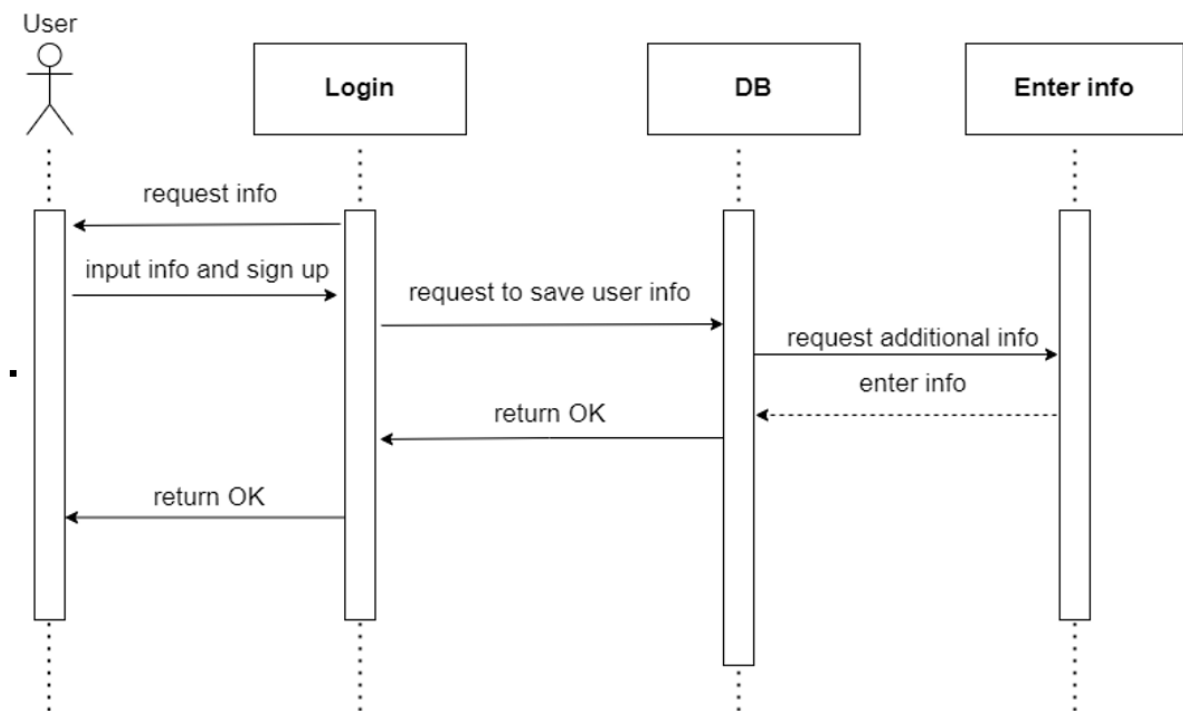 User
Login
DB
Enter info
request info
input info and sign up
request to save user info
request additional info
enter info
return OK
return OK